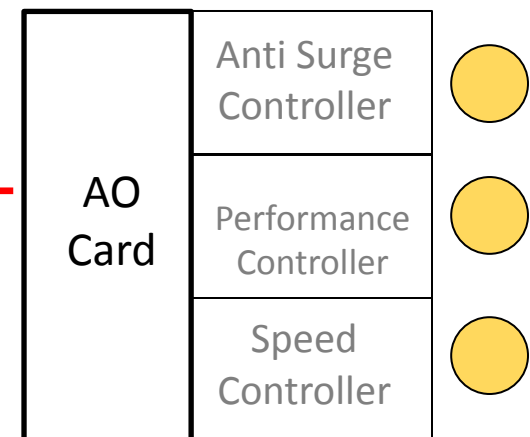 AO
Card
Anti Surge
Controller
Performance
Controller
Speed
Controller